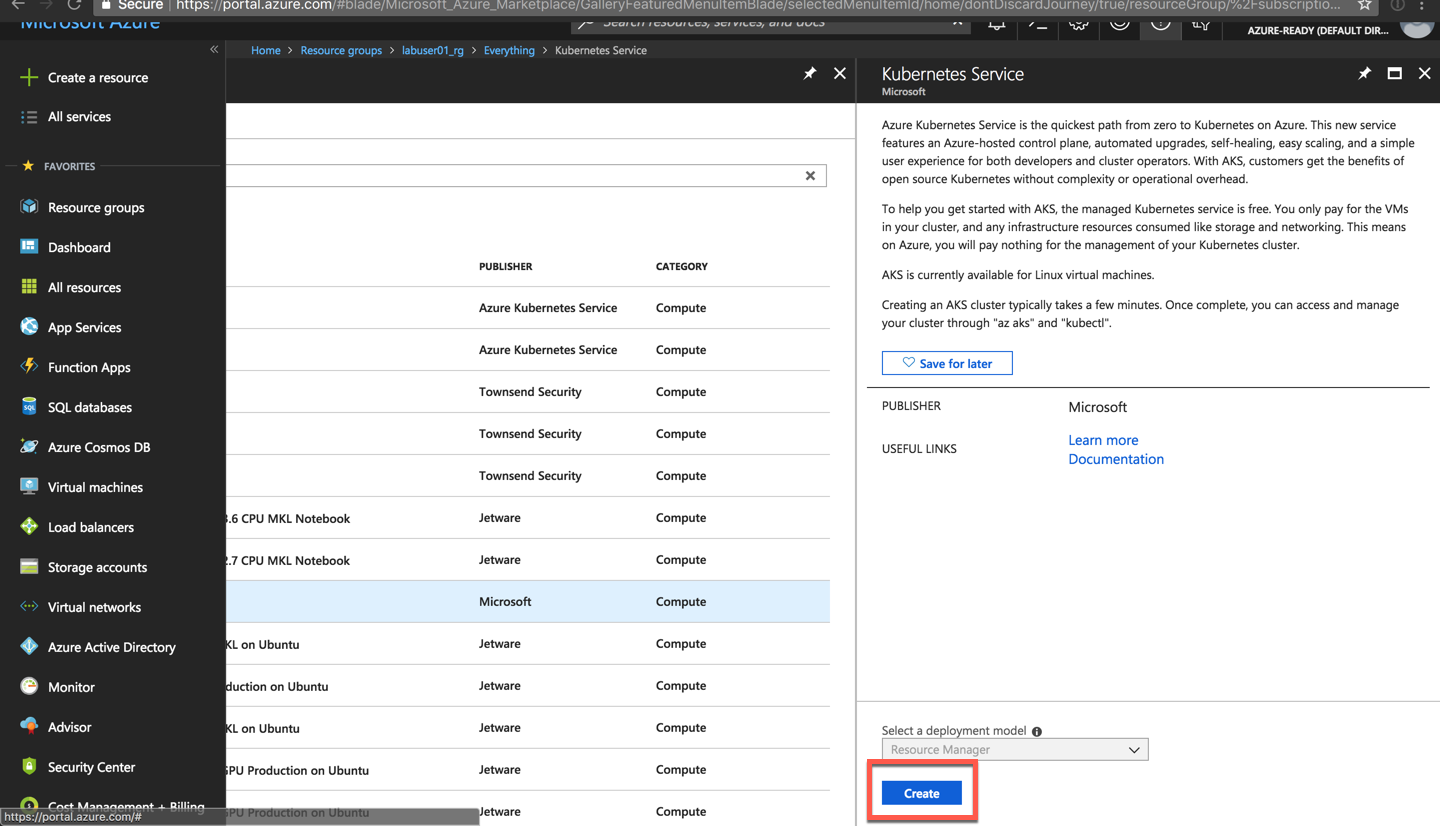 Secure https://portal.azure.com/#blade/Microsoft_Azure_Marketplace/GalleryFeaturedMenuItemBlade/selectedMenuItemId/home/dontDiscardJourney/true/resourceGroup/%2Fsubscriptio...
Microsoft Azure
Search resources, services, and docs
AZURE-READY (DEFAULT DIR...
Home > Resource groups > labuser01_rg > Everything > Kubernetes Service
Create a resource
All services
FAVORITES
Resource groups
Dashboard
All resources
App Services
Function Apps
SQL databases
Azure Cosmos DB
Virtual machines
Load balancers
Storage accounts
Virtual networks
Azure Active Directory
Monitor
Advisor
Security Center
Cost Management + Billing
https://portal.azure.com/#
PUBLISHER CATEGORY
Azure Kubernetes Service Compute
Azure Kubernetes Service Compute
Townsend Security Compute
Townsend Security Compute
Townsend Security Compute
3.6 CPU MKL Notebook Jetware Compute
2.7 CPU MKL Notebook Jetware Compute
Microsoft Compute
KL on Ubuntu Jetware Compute
duction on Ubuntu Jetware Compute
KL on Ubuntu Jetware Compute
GPU Production on Ubuntu Jetware Compute
GPU Production on Ubuntu Jetware Compute
Kubernetes Service
Microsoft
Azure Kubernetes Service is the quickest path from zero to Kubernetes on Azure. This new service
features an Azure-hosted control plane, automated upgrades, self-healing, easy scaling, and a simple
user experience for both developers and cluster operators. With AKS, customers get the benefits of
open source Kubernetes without complexity or operational overhead.
To help you get started with AKS, the managed Kubernetes service is free. You only pay for the VMs
in your cluster, and any infrastructure resources consumed like storage and networking. This means
on Azure, you will pay nothing for the management of your Kubernetes cluster.
AKS is currently available for Linux virtual machines.
Creating an AKS cluster typically takes a few minutes. Once complete, you can access and manage
your cluster through "az aks" and "kubectl".
Save for later
PUBLISHER Microsoft
USEFUL LINKS Learn more
Documentation
Select a deployment model
Resource Manager
Create